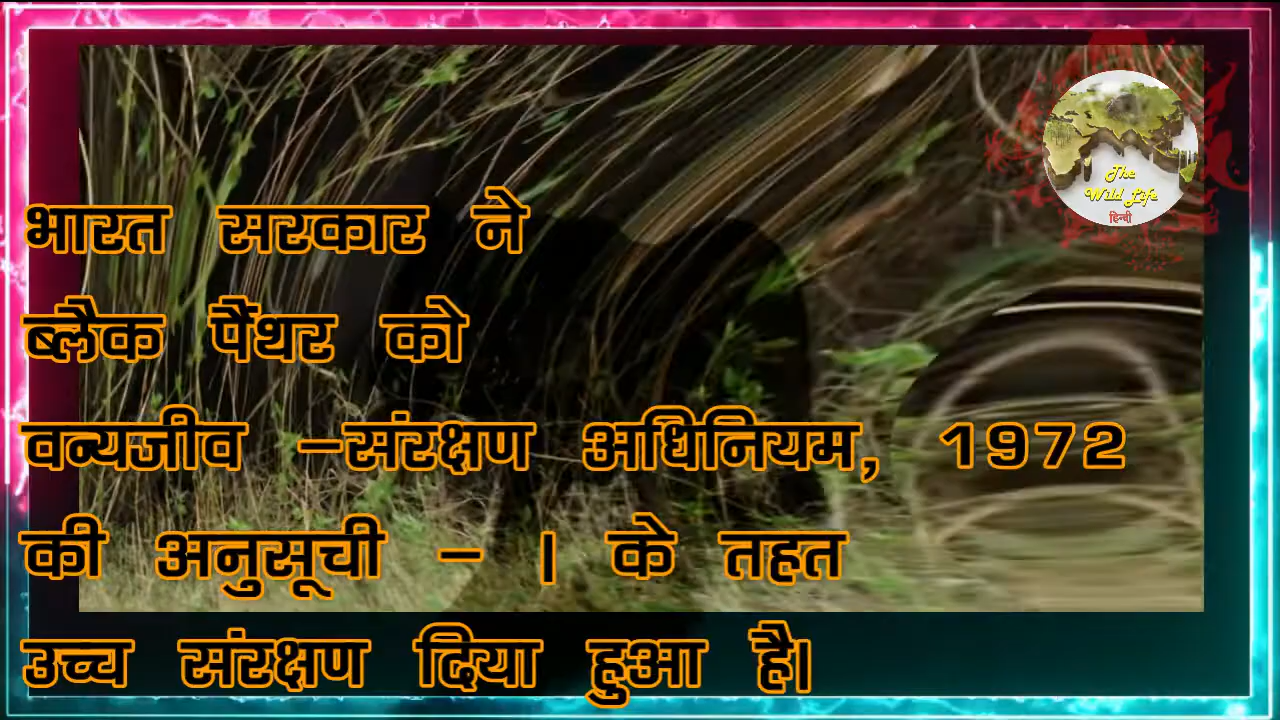 The
Wild Life
हिन्दी
भारत सरकार ने
ब्लैक पैंथर को
वन्यजीव -संरक्षण अधिनियम, 1972
की अनुसूची - । के तहत
उच्च संरक्षण दिया हुआ है।